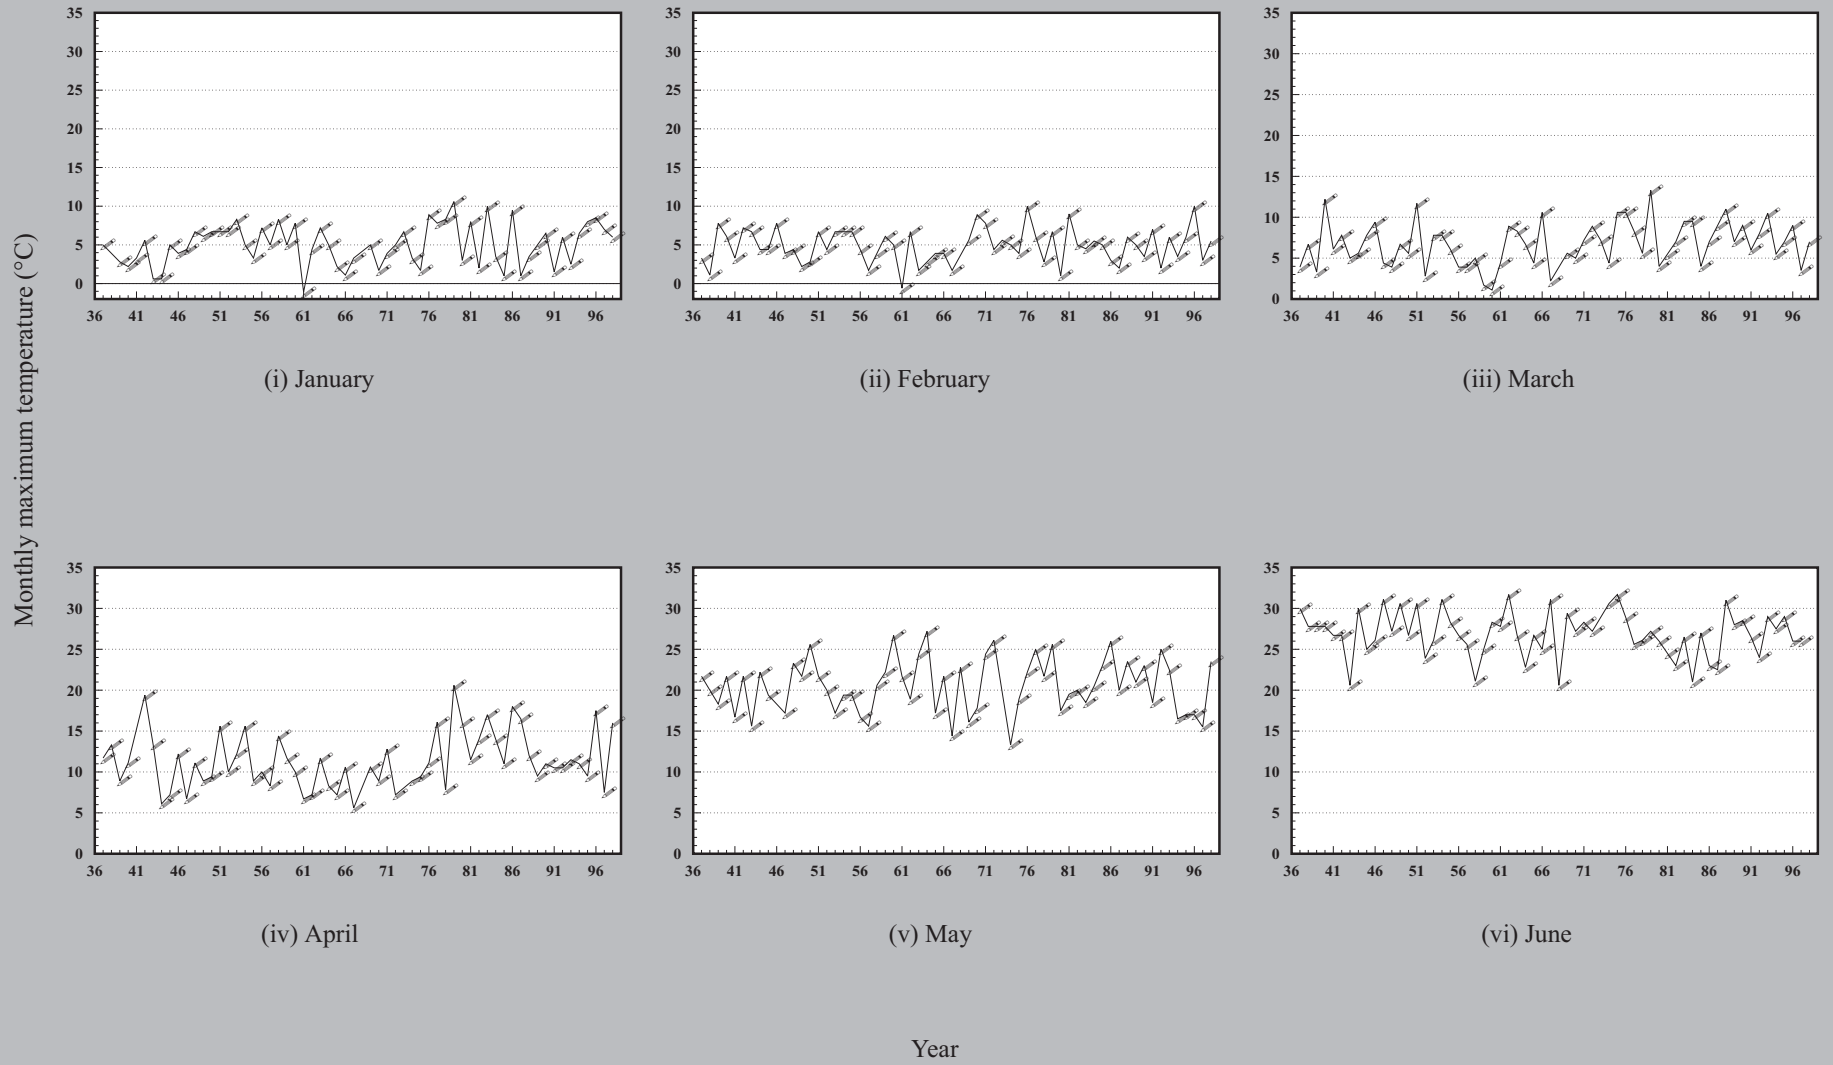 Monthly maximum temperature (°C)
35 30 25 20 15 10 5 0
36 41 46 51 56 61 66 71 76 81 86 91 96
(i) January
35 30 25 20 15 10 5 0
36 41 46 51 56 61 66 71 76 81 86 91 96
(ii) February
35 30 25 20 15 10 5 0
36 41 46 51 56 61 66 71 76 81 86 91 96
(iii) March
35 30 25 20 15 10 5 0
36 41 46 51 56 61 66 71 76 81 86 91 96
(iv) April
35 30 25 20 15 10 5 0
36 41 46 51 56 61 66 71 76 81 86 91 96
(v) May
35 30 25 20 15 10 5 0
36 41 46 51 56 61 66 71 76 81 86 91 96
(vi) June
Year